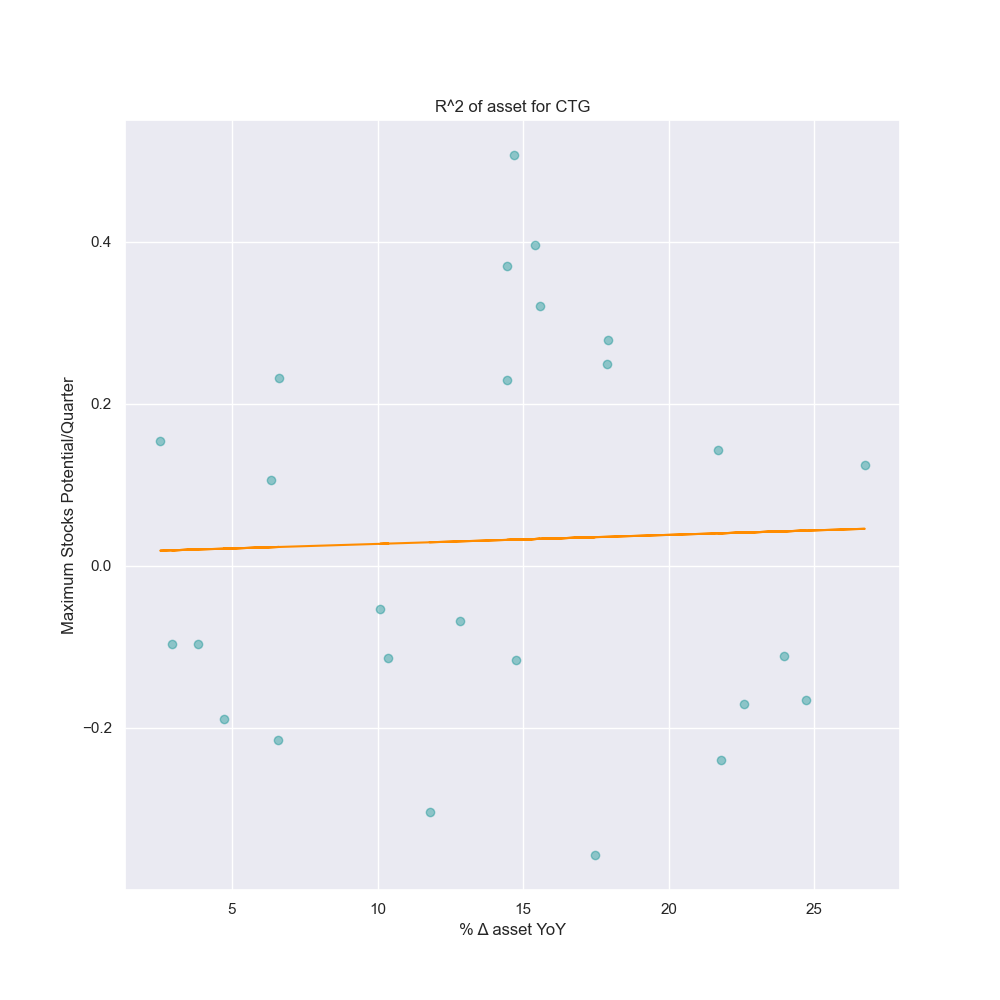 R^2 of asset for CTG
Maximum Stocks Potential/Quarter
0.4
0.2
0.0
−0.2
5 10 15 20 25
% Δ asset YoY